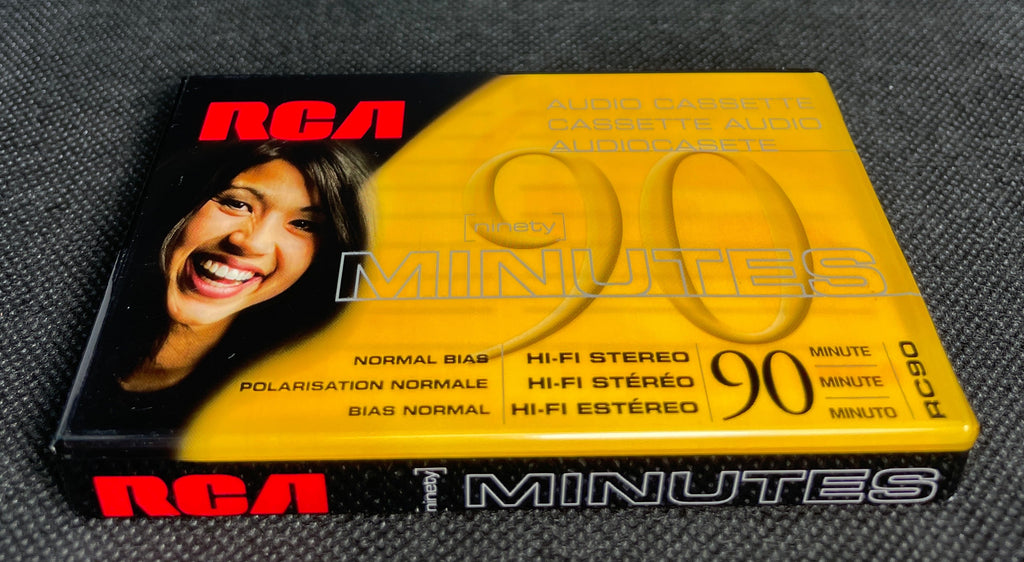 RCA
AUDIO CASSETTE
CASSETTE AUDIO
AUDIOCASETE
90
[ninety]
MINUTES
NORMAL BIAS
POLARISATION NORMALE
BIAS NORMAL
HI-FI STEREO
HI-FI STÉRÉO
HI-FI ESTÉREO
90
MINUTE
MINUTE
MINUTO
RC90
RCA
ninety]
MINUTES